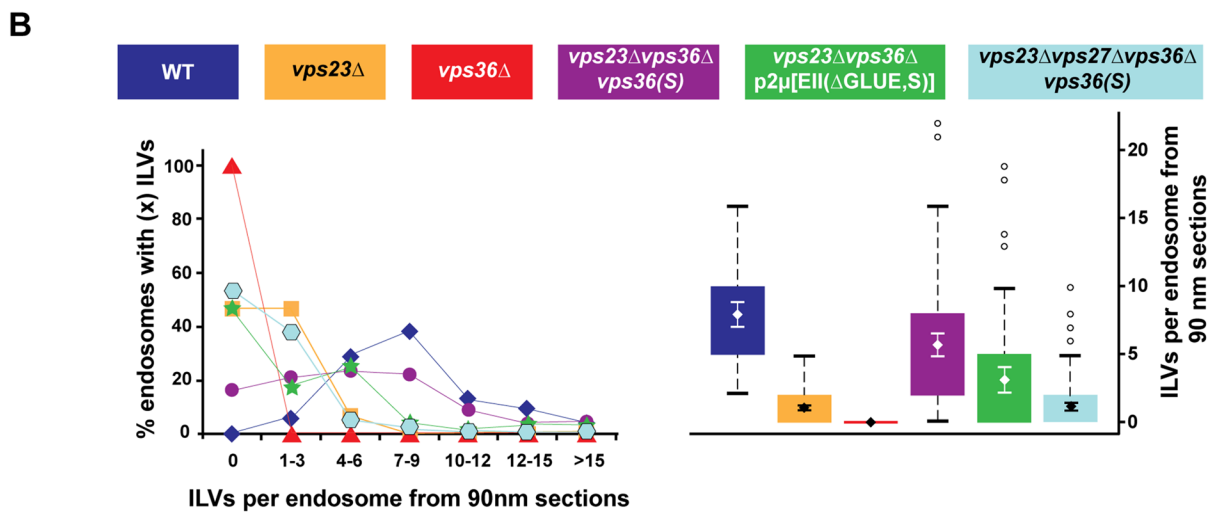 B
WT
vps23Δ
vps36Δ
vps23Δvps36Δ
vps36(S)
vps23Δvps36Δ
p2μ[EII(ΔGLUE,S)]
vps23Δvps27Δvps36Δ
vps36(S)
% endosomes with (x) ILVs
100
80
60
40
20
0
0 1-3 4-6 7-9 10-12 12-15 >15
ILVs per endosome from 90nm sections
20
15
10
5
0
ILVs per endosome from
90 nm sections